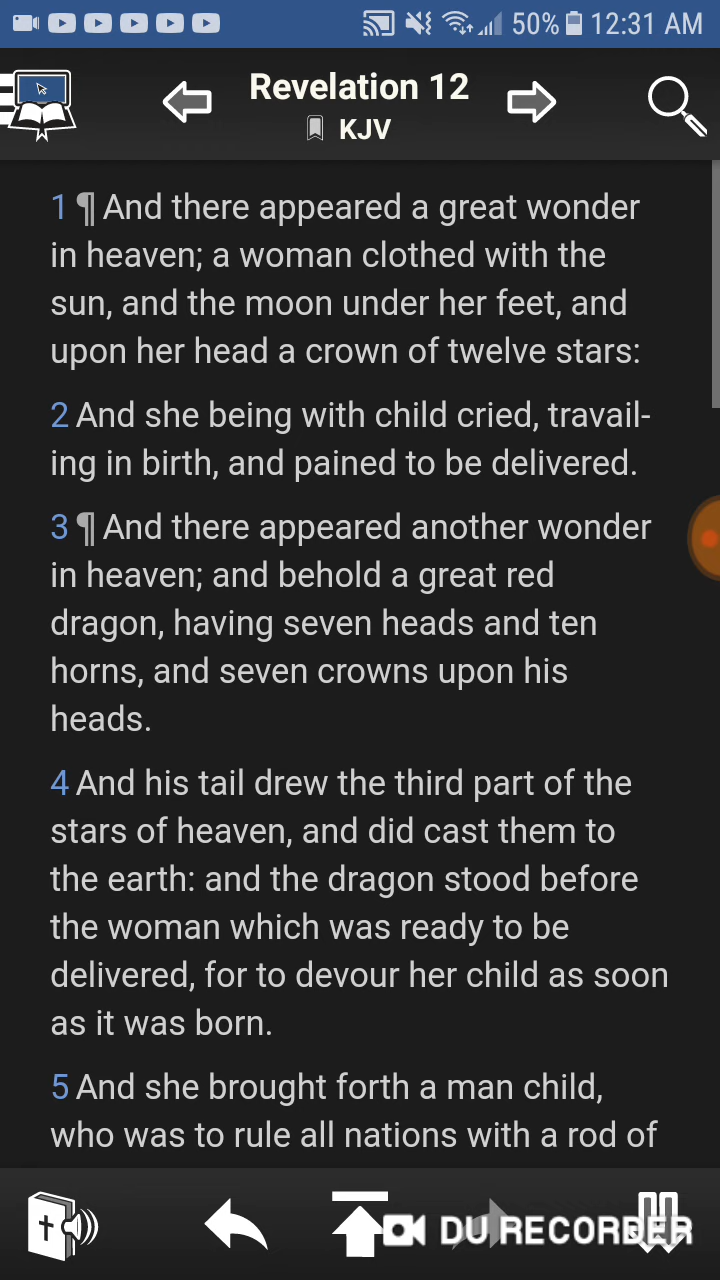 50% 12:31 AM
Revelation 12
KJV
1 ¶ And there appeared a great wonder
in heaven; a woman clothed with the
sun, and the moon under her feet, and
upon her head a crown of twelve stars:
2 And she being with child cried, travail-
ing in birth, and pained to be delivered.
3 ¶ And there appeared another wonder
in heaven; and behold a great red
dragon, having seven heads and ten
horns, and seven crowns upon his
heads.
4 And his tail drew the third part of the
stars of heaven, and did cast them to
the earth: and the dragon stood before
the woman which was ready to be
delivered, for to devour her child as soon
as it was born.
5 And she brought forth a man child,
who was to rule all nations with a rod of
DU RECORDER